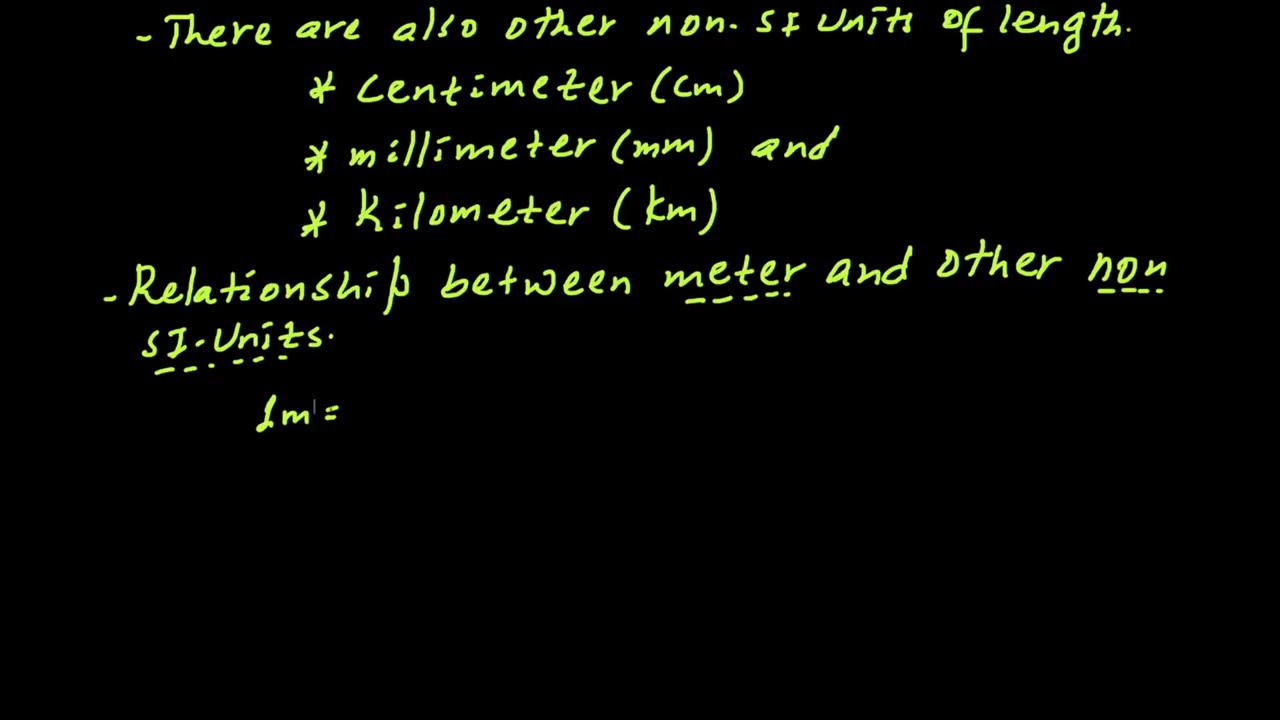 - There are also other non-SI units of length.
* Centimeter (cm)
* millimeter (mm) and
* Kilometer (km)
- Relationship between meter and other non
SI-Units.
1m =